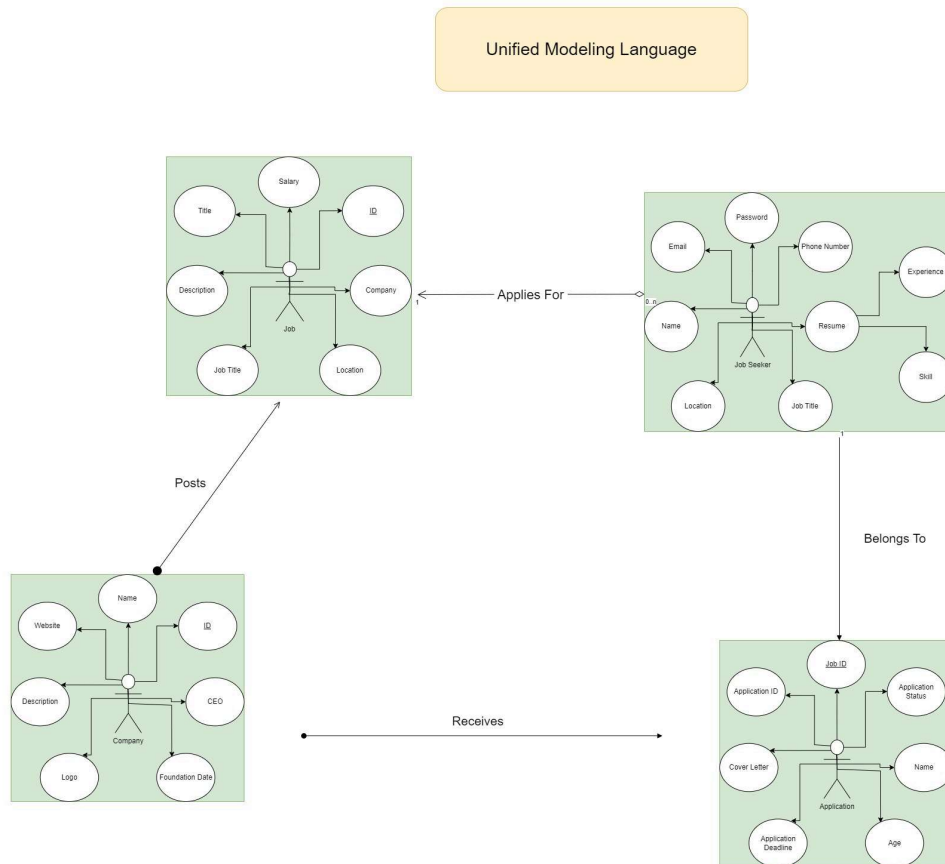 Unified Modeling Language
Salary
Title
ID
Description
Company
Job
Job Title
Location
1
Applies For
0..n
Password
Email
Phone Number
Experience
Name
Resume
Job Seeker
Skill
Location
Job Title
1
Posts
Belongs To
Name
Website
ID
Description
CEO
Company
Logo
Foundation Date
Receives
Job ID
Application ID
Application
Status
Cover Letter
Name
Application
Application
Deadline
Age